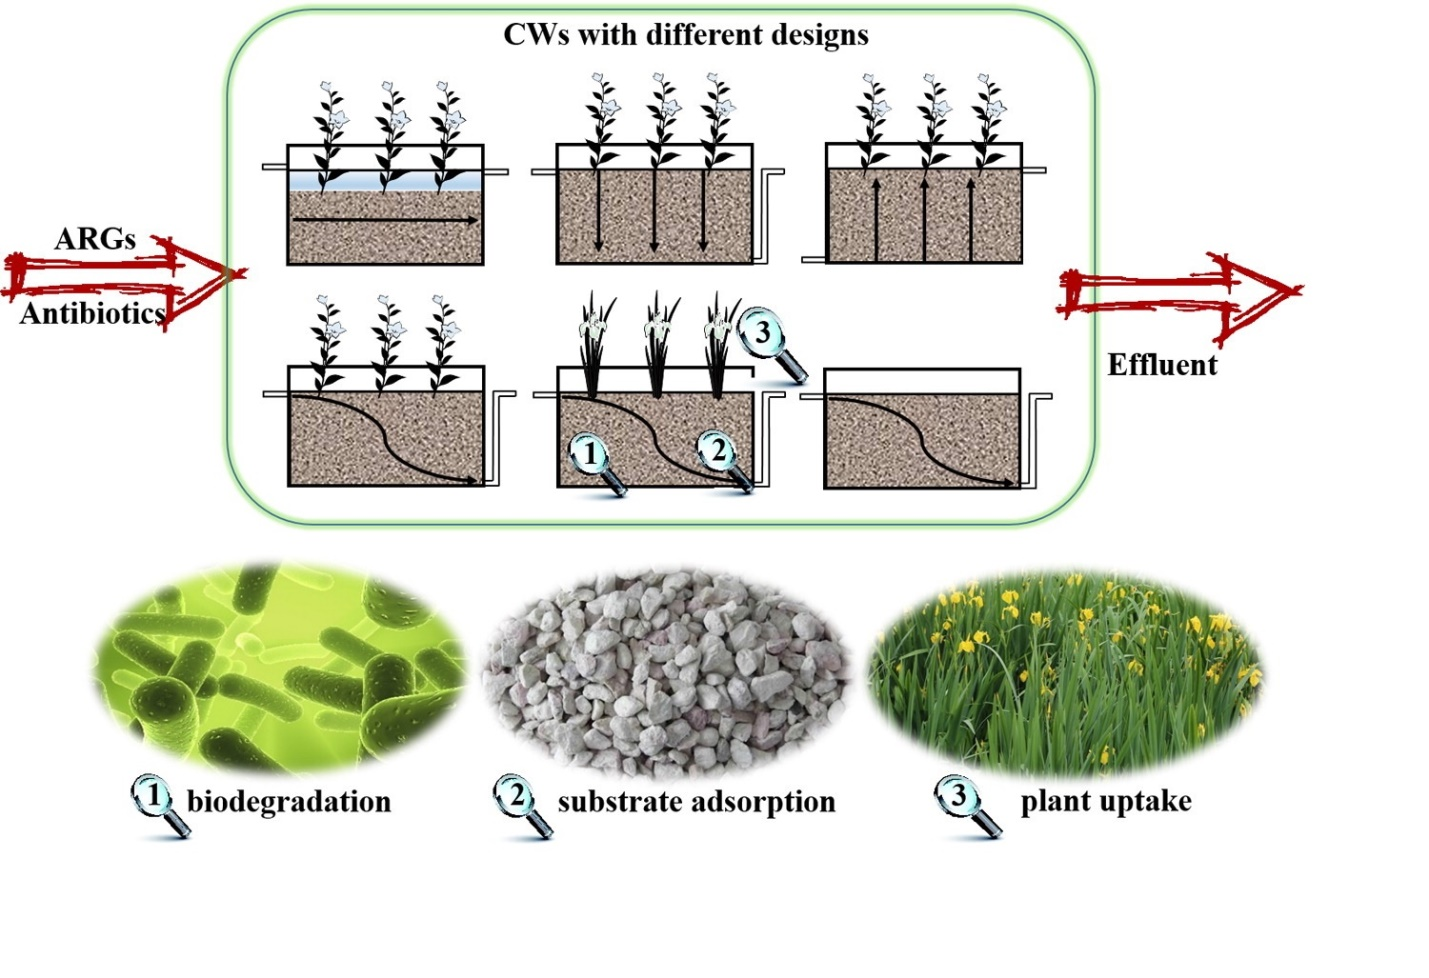 CWs with different designs
ARGs
Antibiotics
Effluent
3
1
2
1 biodegradation
2 substrate adsorption
3 plant uptake